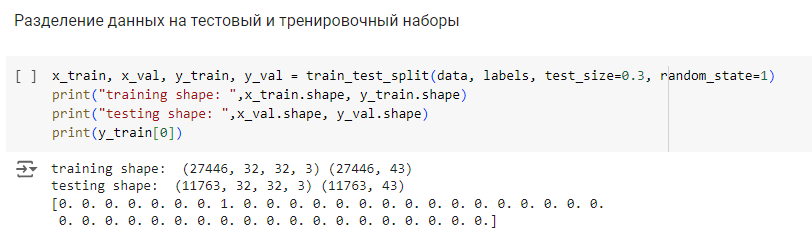 Разделение данных на тестовый и тренировочный наборы
[ ] x_train, x_val, y_train, y_val = train_test_split(data, labels, test_size=0.3, random_state=1)
print("training shape: ",x_train.shape, y_train.shape)
print("testing shape: ",x_val.shape, y_val.shape)
print(y_train[0])
training shape:  (27446, 32, 32, 3) (27446, 43)
testing shape:  (11763, 32, 32, 3) (11763, 43)
[0. 0. 0. 0. 0. 0. 0. 1. 0. 0. 0. 0. 0. 0. 0. 0. 0. 0. 0. 0. 0. 0. 0. 0.
 0. 0. 0. 0. 0. 0. 0. 0. 0. 0. 0. 0. 0. 0. 0. 0. 0. 0. 0.]